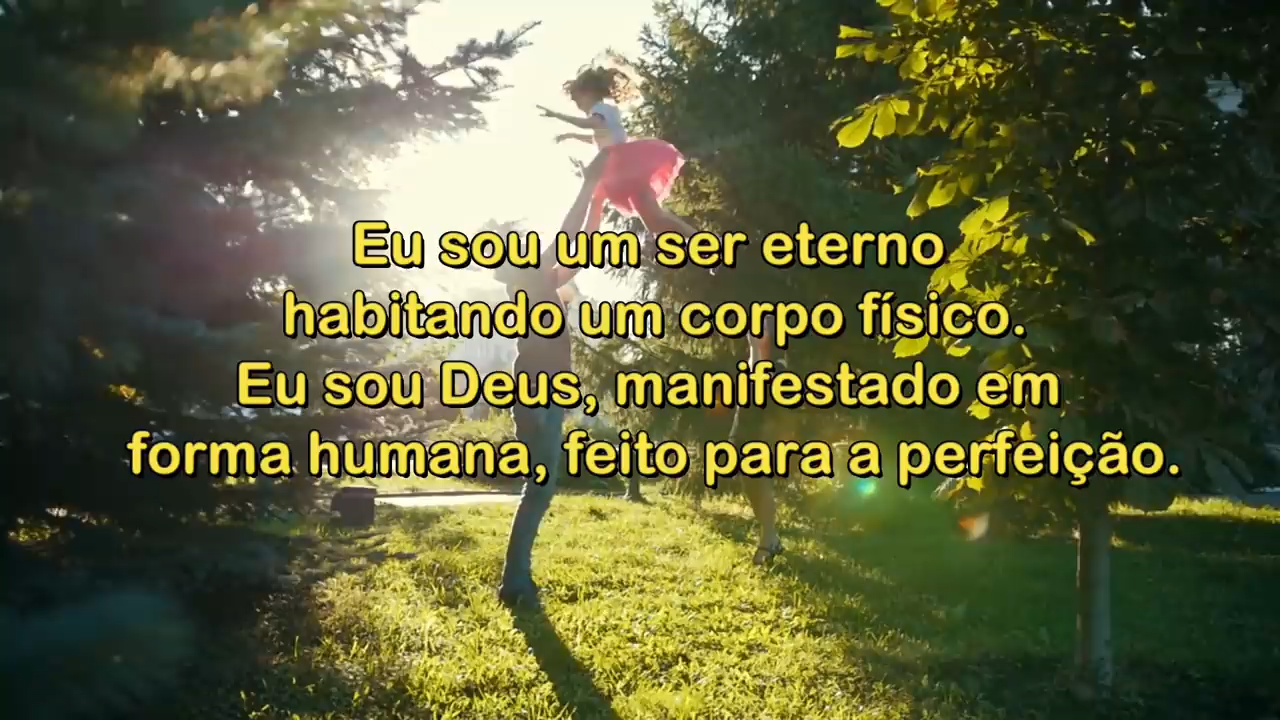 Eu sou um ser eterno
habitando um corpo físico.
Eu sou Deus, manifestado em
forma humana, feito para a perfeição.